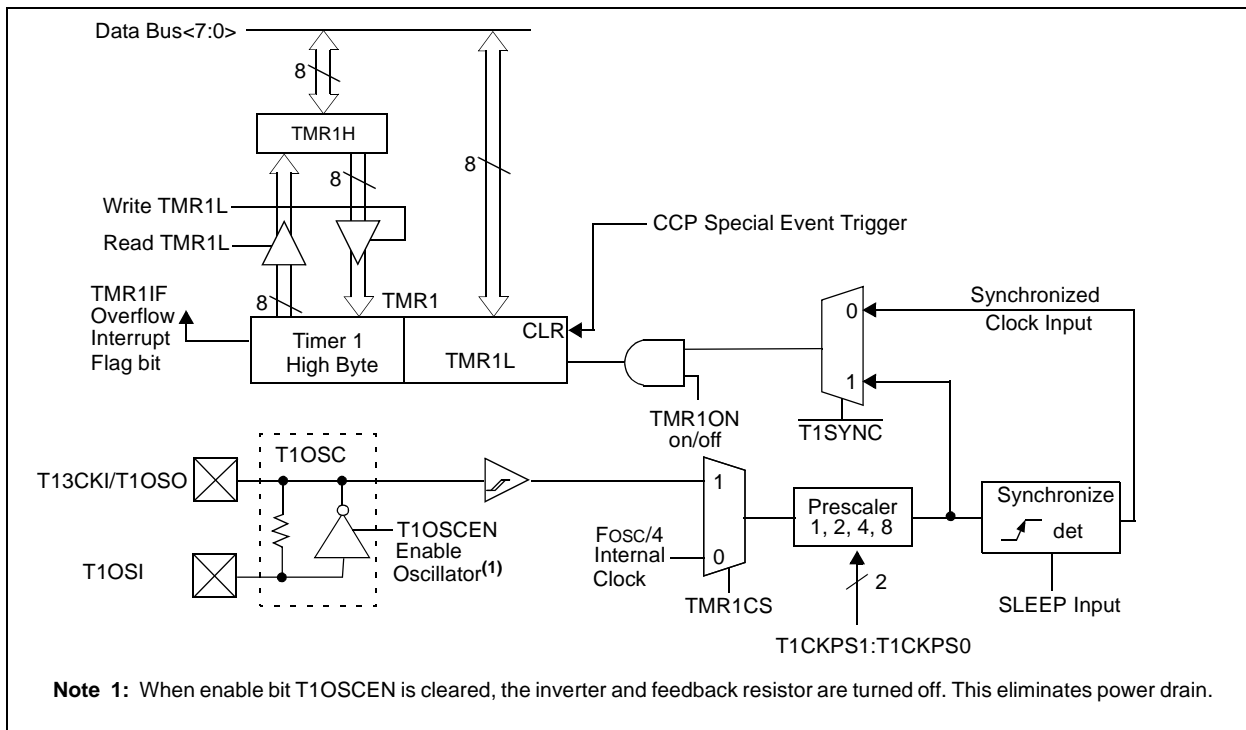 Data Bus<7:0>
8
TMR1H
8
8
Write TMR1L
CCP Special Event Trigger
Read TMR1L
8
TMR1
TMR1IF
Overflow
Interrupt
Flag bit
Timer 1
High Byte
TMR1L
CLR
0
1
Synchronized
Clock Input
TMR1ON
on/off
T1SYNC
T1OSC
T13CKI/T1OSO
T1OSI
T1OSCEN
Enable
Oscillator(1)
FOSC/4
Internal
Clock
1
0
TMR1CS
Prescaler
1, 2, 4, 8
2
T1CKPS1:T1CKPS0
Synchronize
det
SLEEP Input
Note 1: When enable bit T1OSCEN is cleared, the inverter and feedback resistor are turned off. This eliminates power drain.